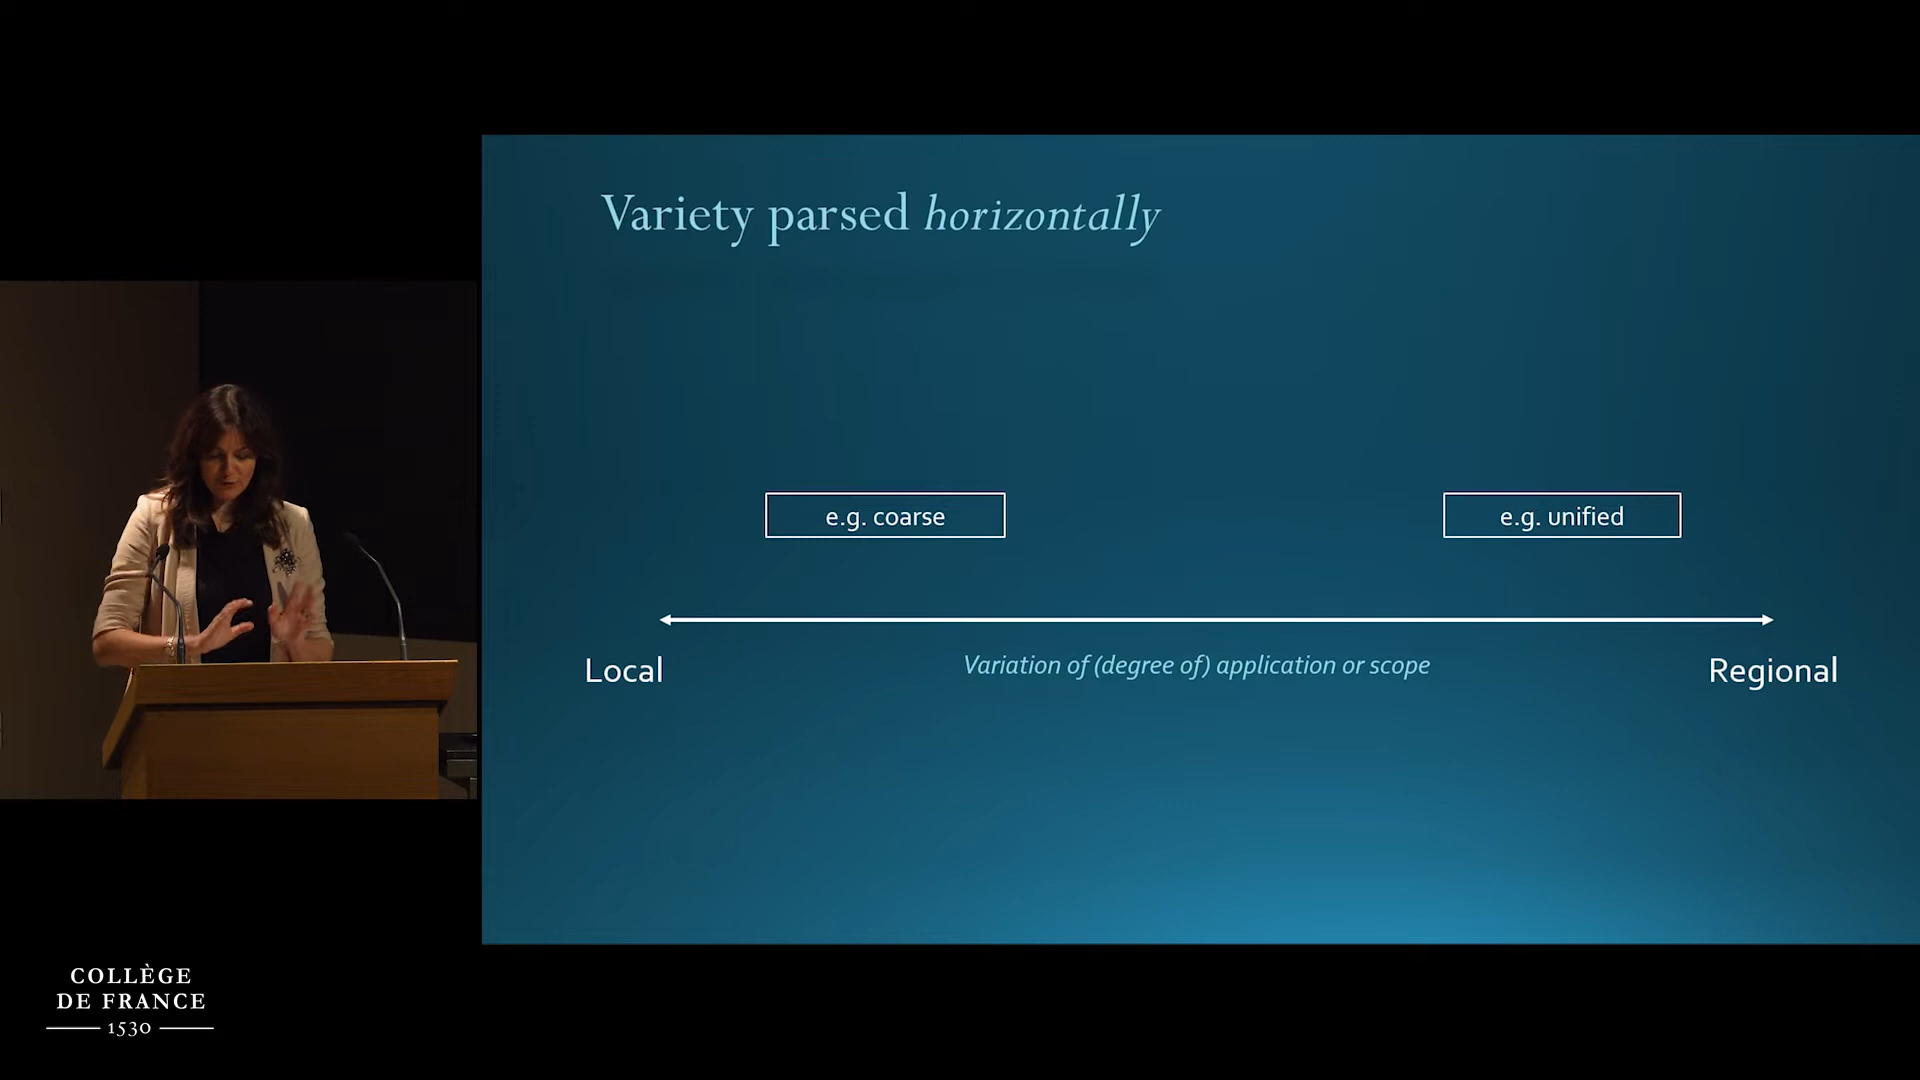 Variety parsed horizontally
e.g. coarse
e.g. unified
Local
Variation of (degree of) application or scope
Regional
COLLÈGE
DE FRANCE
1530